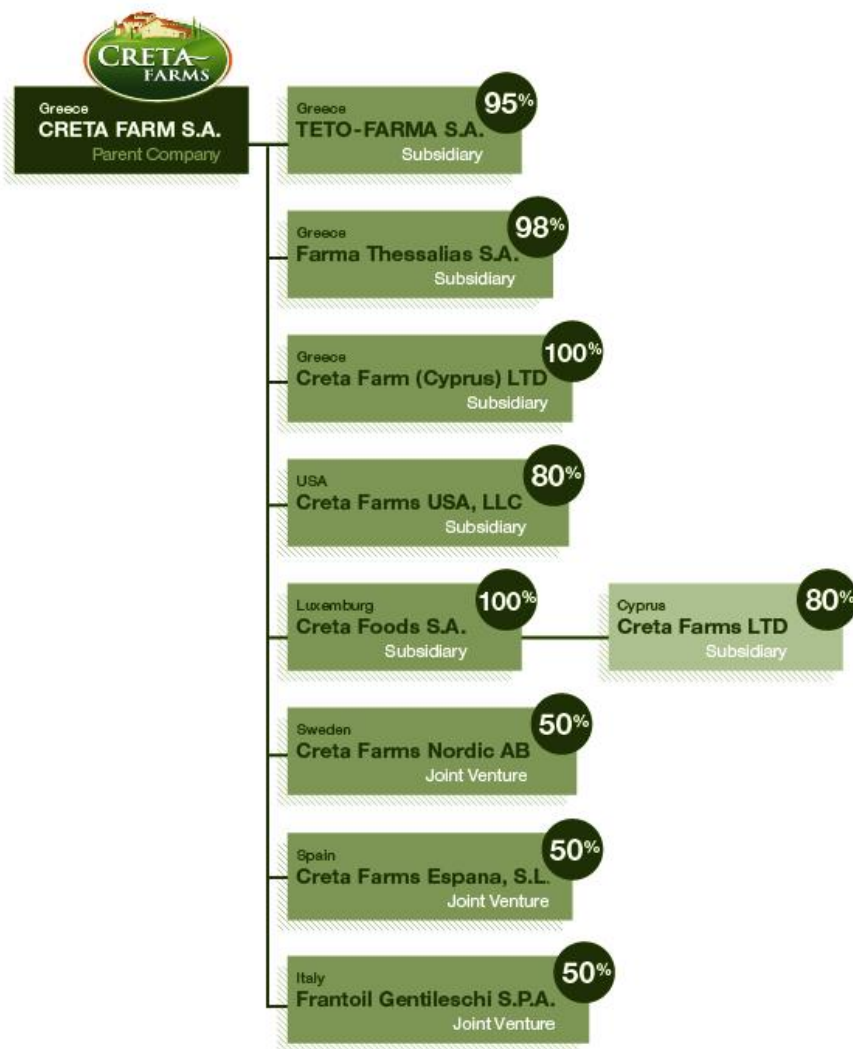 CRETA
FARMS
Greece
CRETA FARM S.A.
Parent Company
95%
Greece
TETO-FARMA S.A.
Subsidiary
98%
Greece
Farma Thessalias S.A.
Subsidiary
100%
Greece
Creta Farm (Cyprus) LTD
Subsidiary
80%
USA
Creta Farms USA, LLC
Subsidiary
100%
Luxemburg
Creta Foods S.A.
Subsidiary
80%
Cyprus
Creta Farms LTD
Subsidiary
50%
Sweden
Creta Farms Nordic AB
Joint Venture
50%
Spain
Creta Farms Espana, S.L.
Joint Venture
50%
Italy
Frantoil Gentileschi S.P.A.
Joint Venture